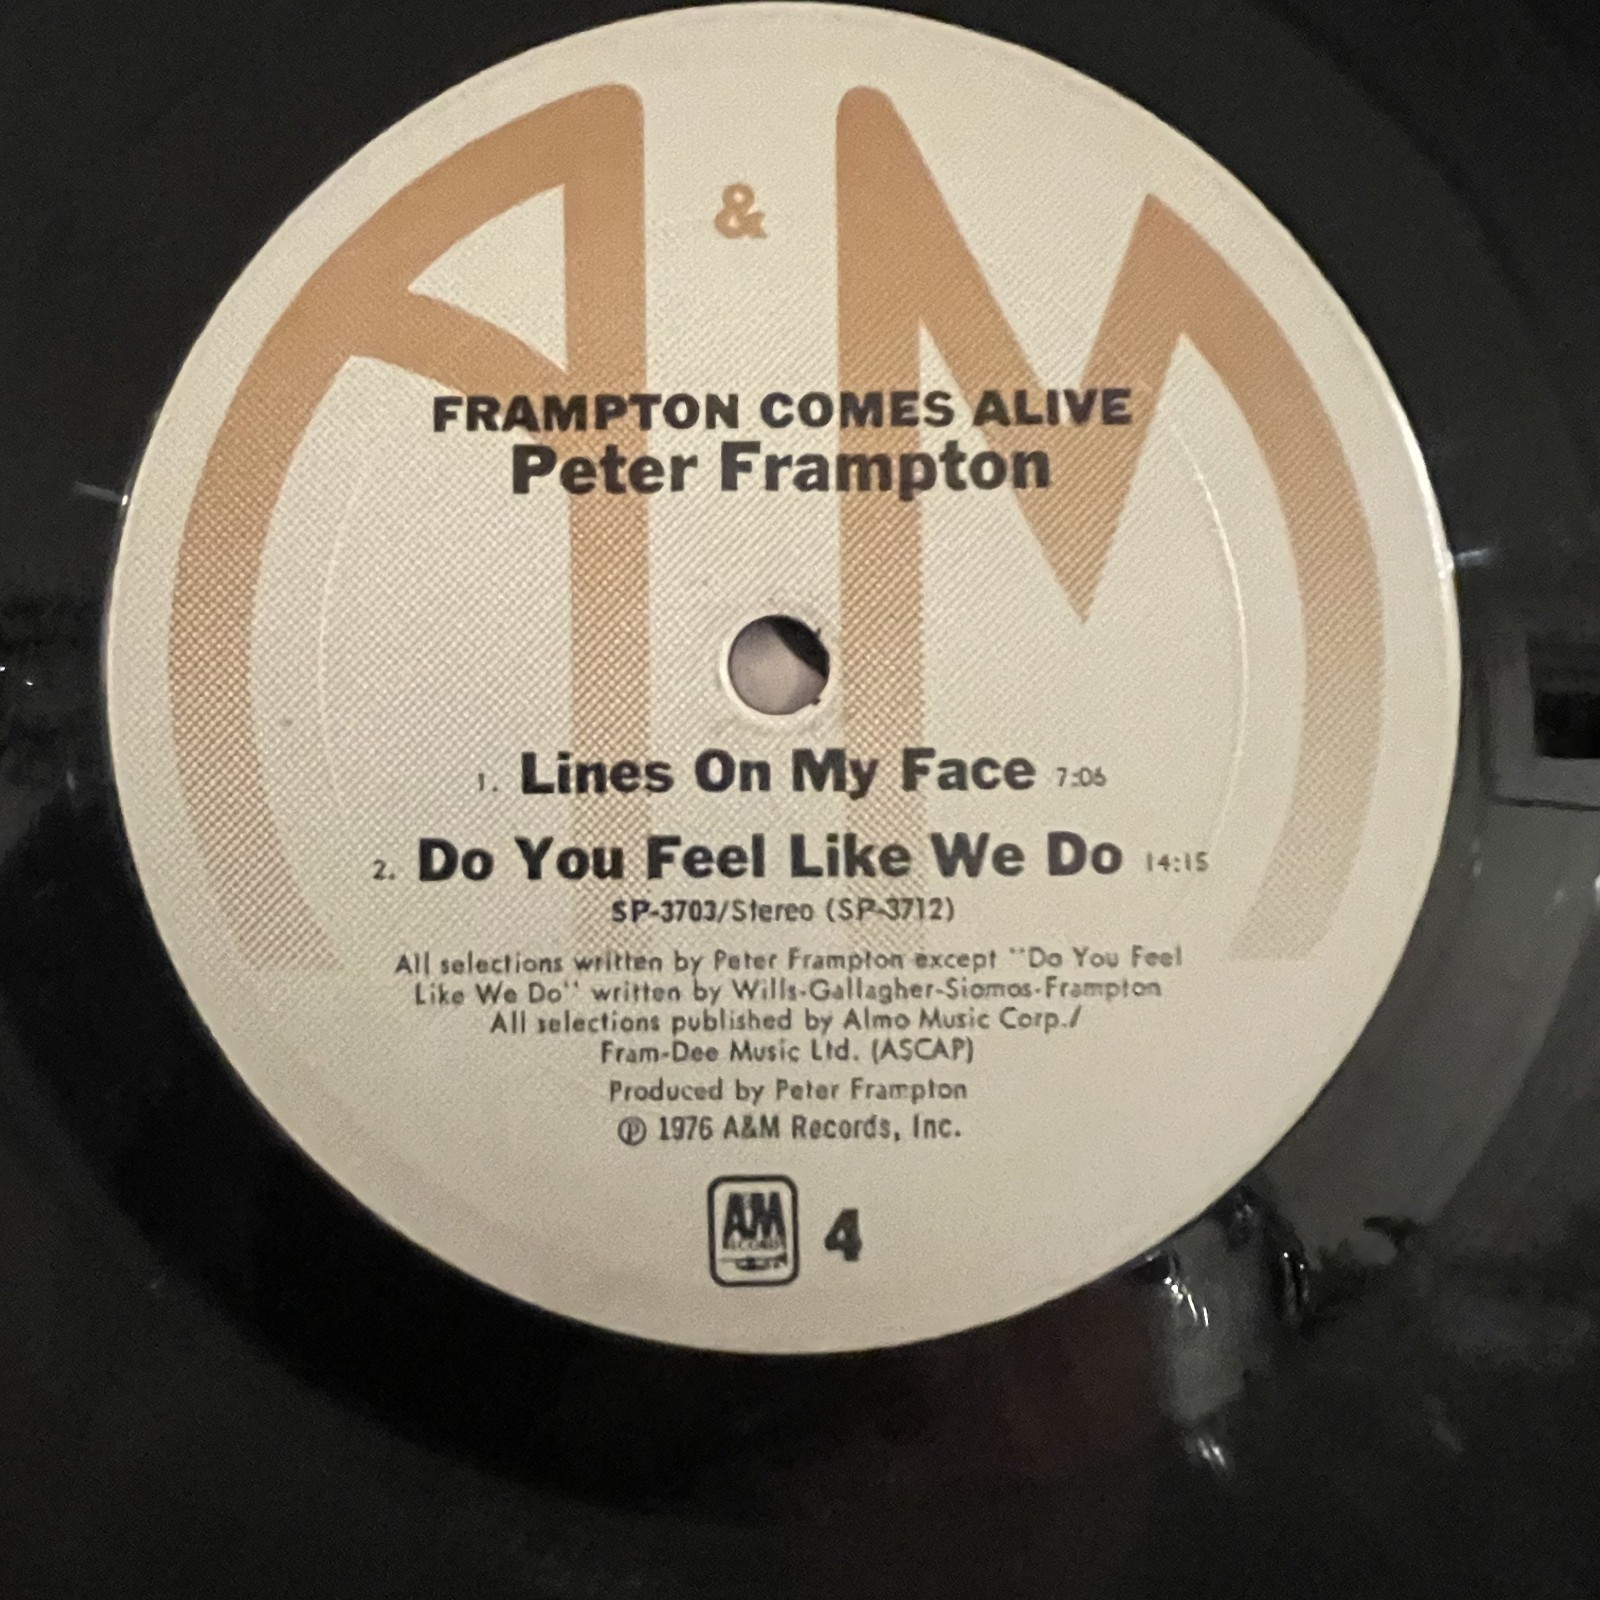 A & M
FRAMPTON COMES ALIVE
Peter Frampton
1. Lines On My Face 7:06
2. Do You Feel Like We Do 14:15
SP-3703/Stereo (SP-3712)
All selections written by Peter Frampton except "Do You Feel
Like We Do" written by Wills-Gallagher-Siomos-Frampton
All selections published by Almo Music Corp./
Fram-Dee Music Ltd. (ASCAP)
Produced by Peter Frampton
℗ 1976 A&M Records, Inc.
A&M RECORDS 4